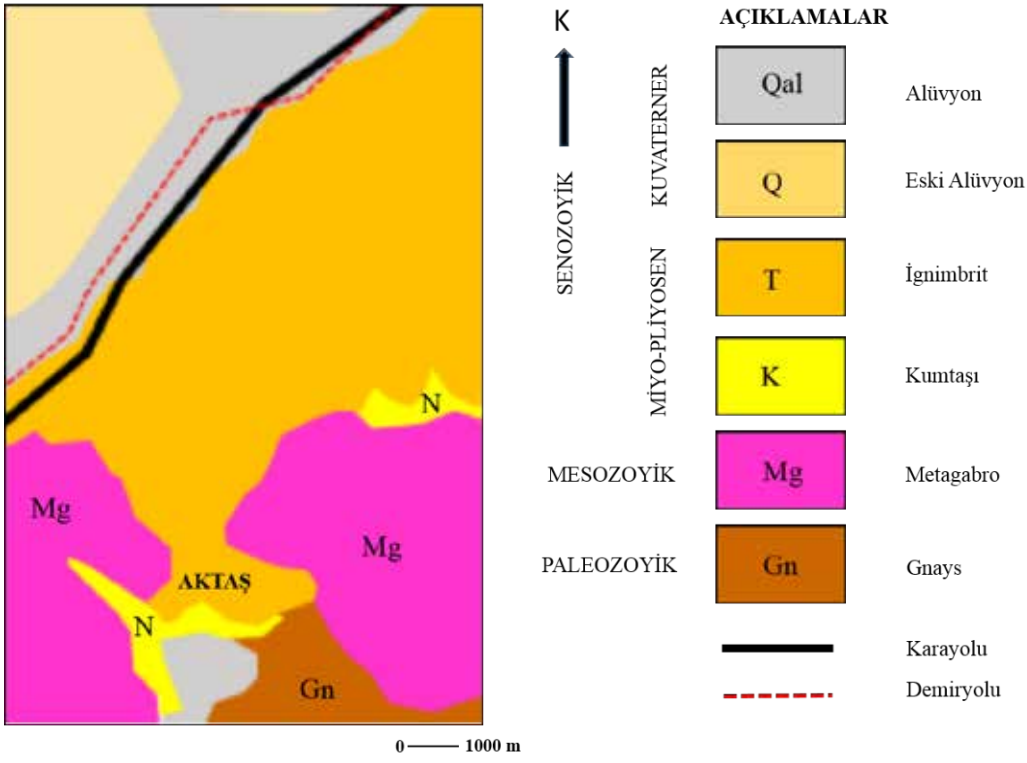 K
AÇIKLAMALAR
SENOZOYİK
KUVATERNER
Qal
Alüvyon
Q
Eski Alüvyon
MİYO-PLİYOSEN
T
İgnimbrit
K
Kumtaşı
MESOZOYİK
Mg
Metagabro
PALEOZOYİK
Gn
Gnays
Karayolu
Demiryolu
N
Mg
Mg
AKTAŞ
N
Gn
0 1000 m